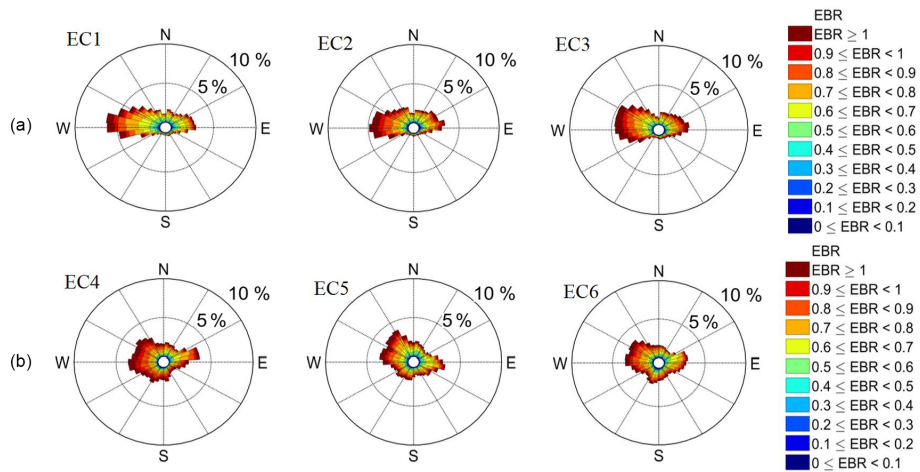 EC1
N
10 %
5 %
W
E
S
EC2
N
10 %
5 %
W
E
S
EC3
N
10 %
5 %
W
E
S
(a)
EBR
EBR ≥ 1
0.9 ≤ EBR < 1
0.8 ≤ EBR < 0.9
0.7 ≤ EBR < 0.8
0.6 ≤ EBR < 0.7
0.5 ≤ EBR < 0.6
0.4 ≤ EBR < 0.5
0.3 ≤ EBR < 0.4
0.2 ≤ EBR < 0.3
0.1 ≤ EBR < 0.2
0 ≤ EBR < 0.1
EC4
N
10 %
5 %
W
E
S
EC5
N
10 %
5 %
W
E
S
EC6
N
10 %
5 %
W
E
S
(b)
EBR
EBR ≥ 1
0.9 ≤ EBR < 1
0.8 ≤ EBR < 0.9
0.7 ≤ EBR < 0.8
0.6 ≤ EBR < 0.7
0.5 ≤ EBR < 0.6
0.4 ≤ EBR < 0.5
0.3 ≤ EBR < 0.4
0.2 ≤ EBR < 0.3
0.1 ≤ EBR < 0.2
0 ≤ EBR < 0.1